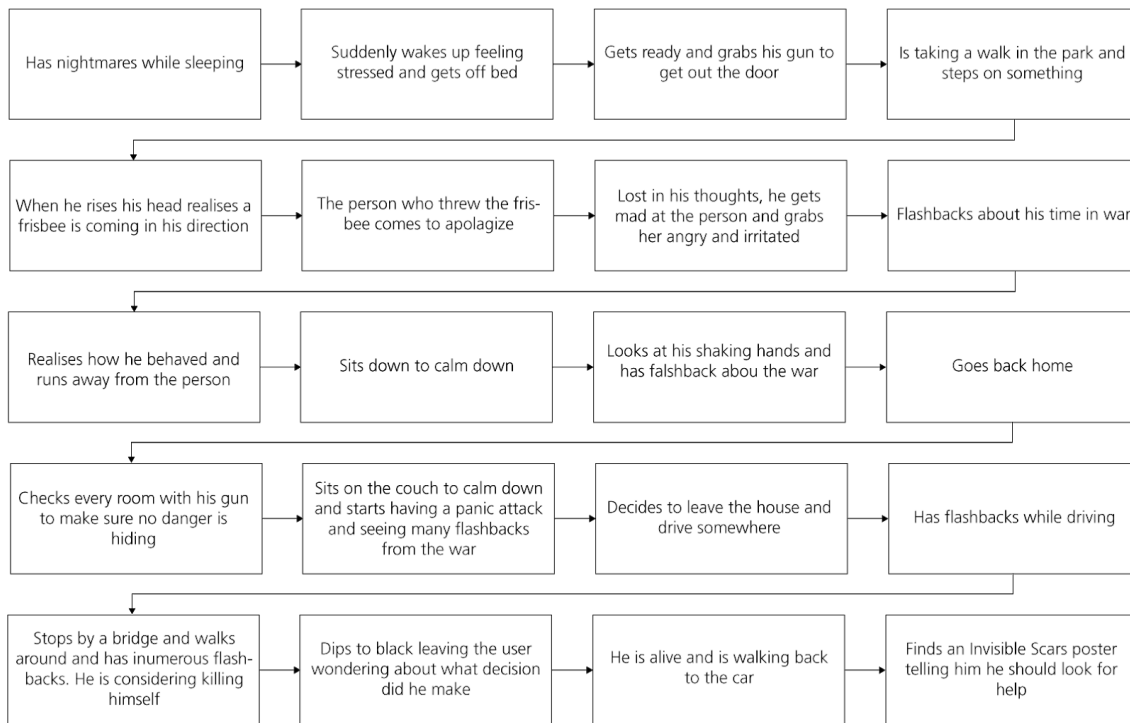 Has nightmares while sleeping
Suddenly wakes up feeling
stressed and gets off bed
Gets ready and grabs his gun to
get out the door
Is taking a walk in the park and
steps on something
When he rises his head realises a
frisbee is coming in his direction
The person who threw the fris-
bee comes to apolagize
Lost in his thoughts, he gets
mad at the person and grabs
her angry and irritated
Flashbacks about his time in war
Realises how he behaved and
runs away from the person
Sits down to calm down
Looks at his shaking hands and
has falshback abou the war
Goes back home
Checks every room with his gun
to make sure no danger is
hiding
Sits on the couch to calm down
and starts having a panic attack
and seeing many flashbacks
from the war
Decides to leave the house and
drive somewhere
Has flashbacks while driving
Stops by a bridge and walks
around and has inumerous flash-
backs. He is considering killing
himself
Dips to black leaving the user
wondering about what decision
did he make
He is alive and is walking back
to the car
Finds an Invisible Scars poster
telling him he should look for
help